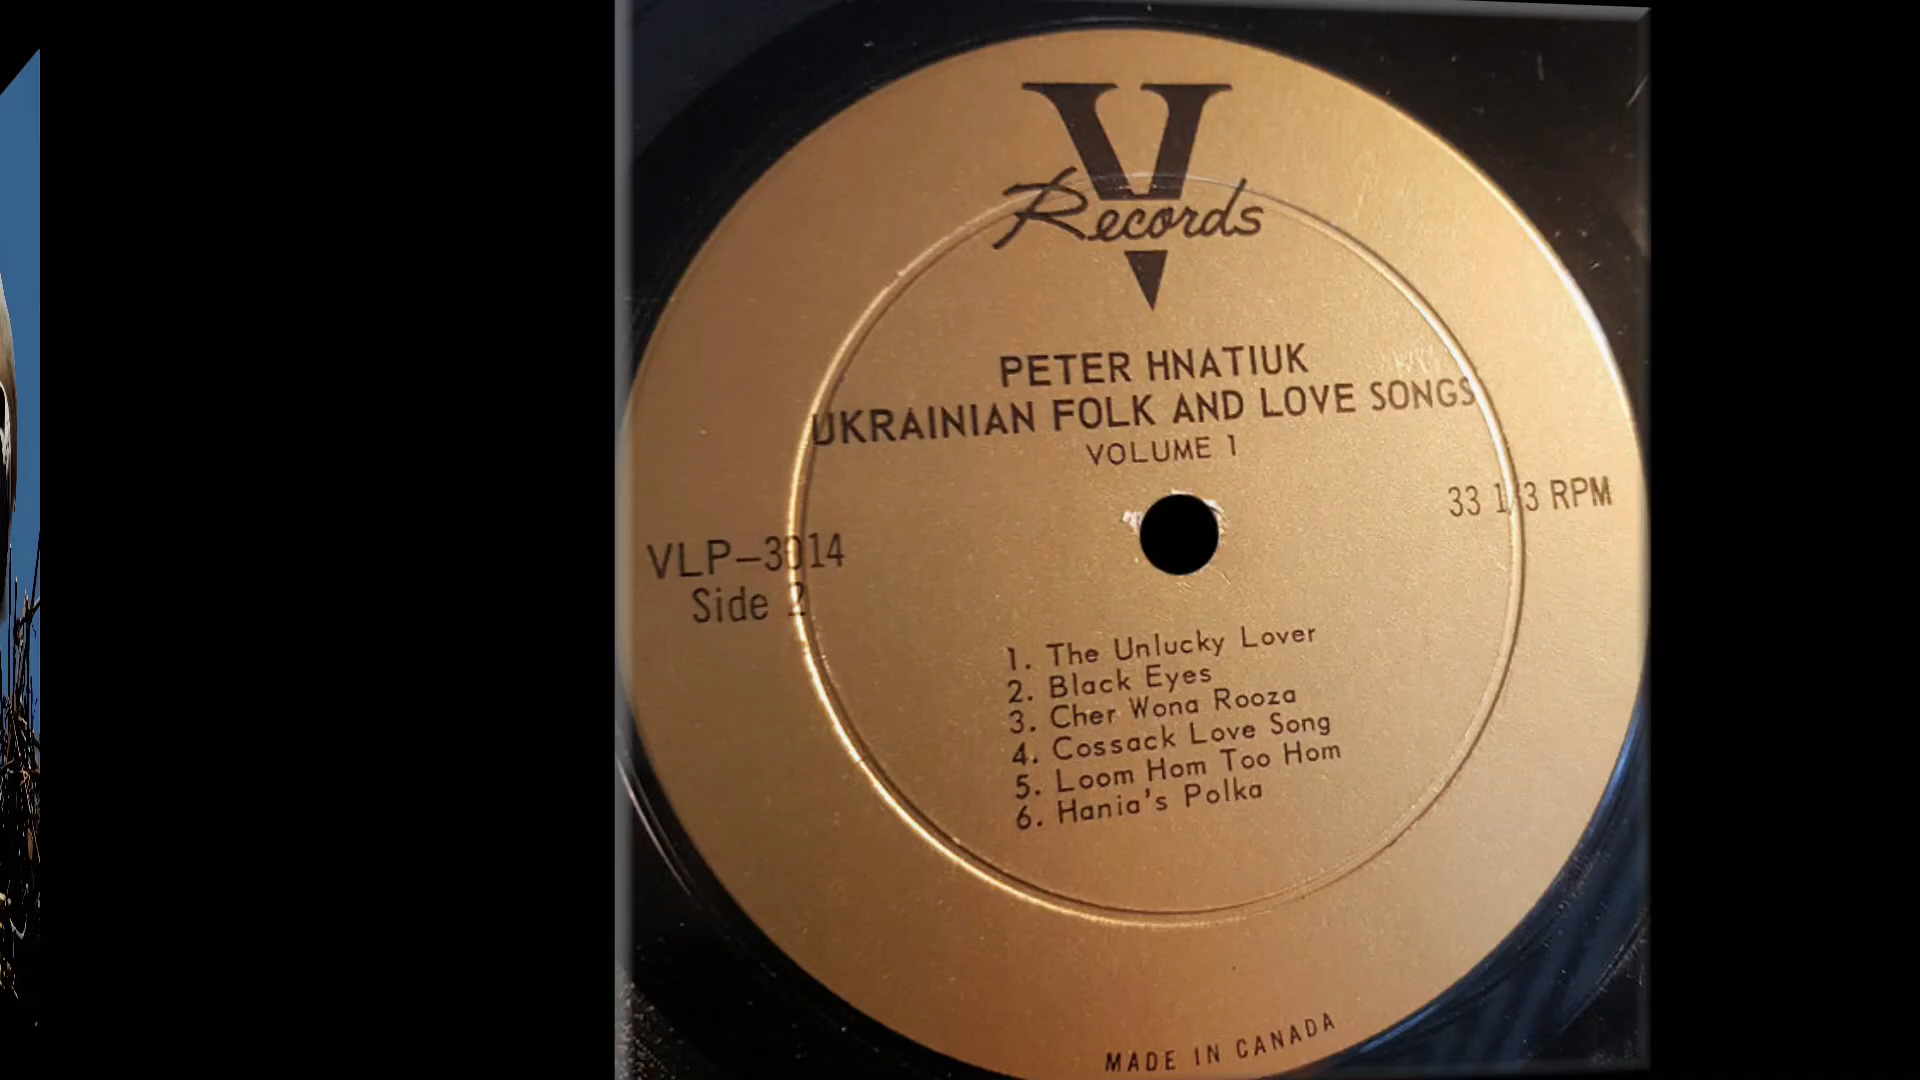 V
Records
PETER HNATIUK
UKRAINIAN FOLK AND LOVE SONGS
VOLUME 1
33 1/3 RPM
VLP-3014
Side 2
1. The Unlucky Lover
2. Black Eyes
3. Cher Wona Rooza
4. Cossack Love Song
5. Loom Hom Too Hom
6. Hania's Polka
MADE IN CANADA